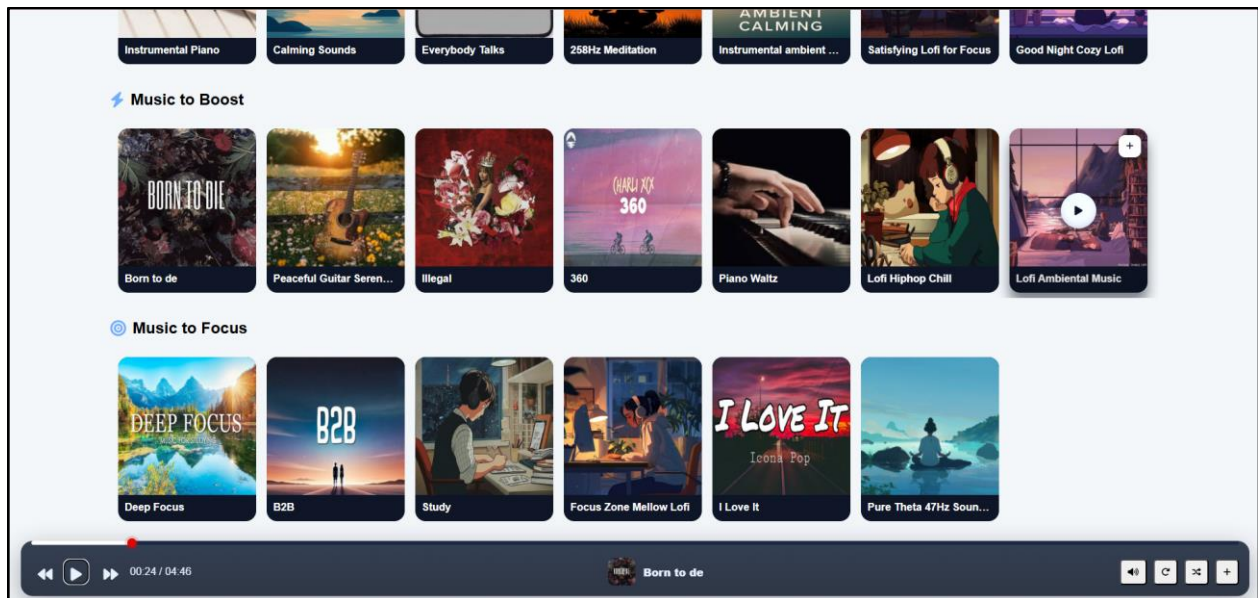 AMBIENT
CALMING
Instrumental Piano
Calming Sounds
Everybody Talks
258Hz Meditation
Instrumental ambient ...
Satisfying Lofi for Focus
Good Night Cozy Lofi
Music to Boost
BORN TO DIE
CHARLI XCX
360
+
Born to de
Peaceful Guitar Seren...
Illegal
360
Piano Waltz
Lofi Hiphop Chill
Lofi Ambiental Music
Music to Focus
DEEP FOCUS
B2B
I LOVE IT
Icona Pop
Deep Focus
B2B
Study
Focus Zone Mellow Lofi
I Love It
Pure Theta 47Hz Soun...
00:24 / 04:46
Born to de
+